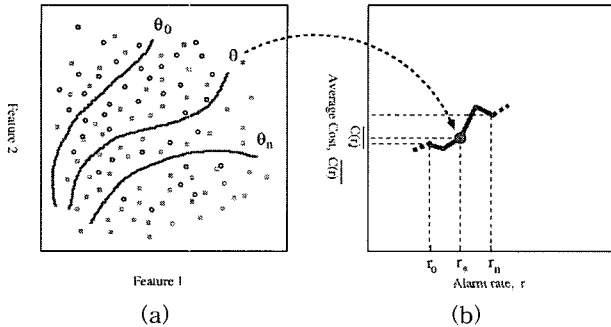 θ₀
θ
θₙ
Feature 2
Feature 1
(a)
Average Cost, C(r)
C(r)
r₀
r*
rₙ
Alarm rate, r
(b)